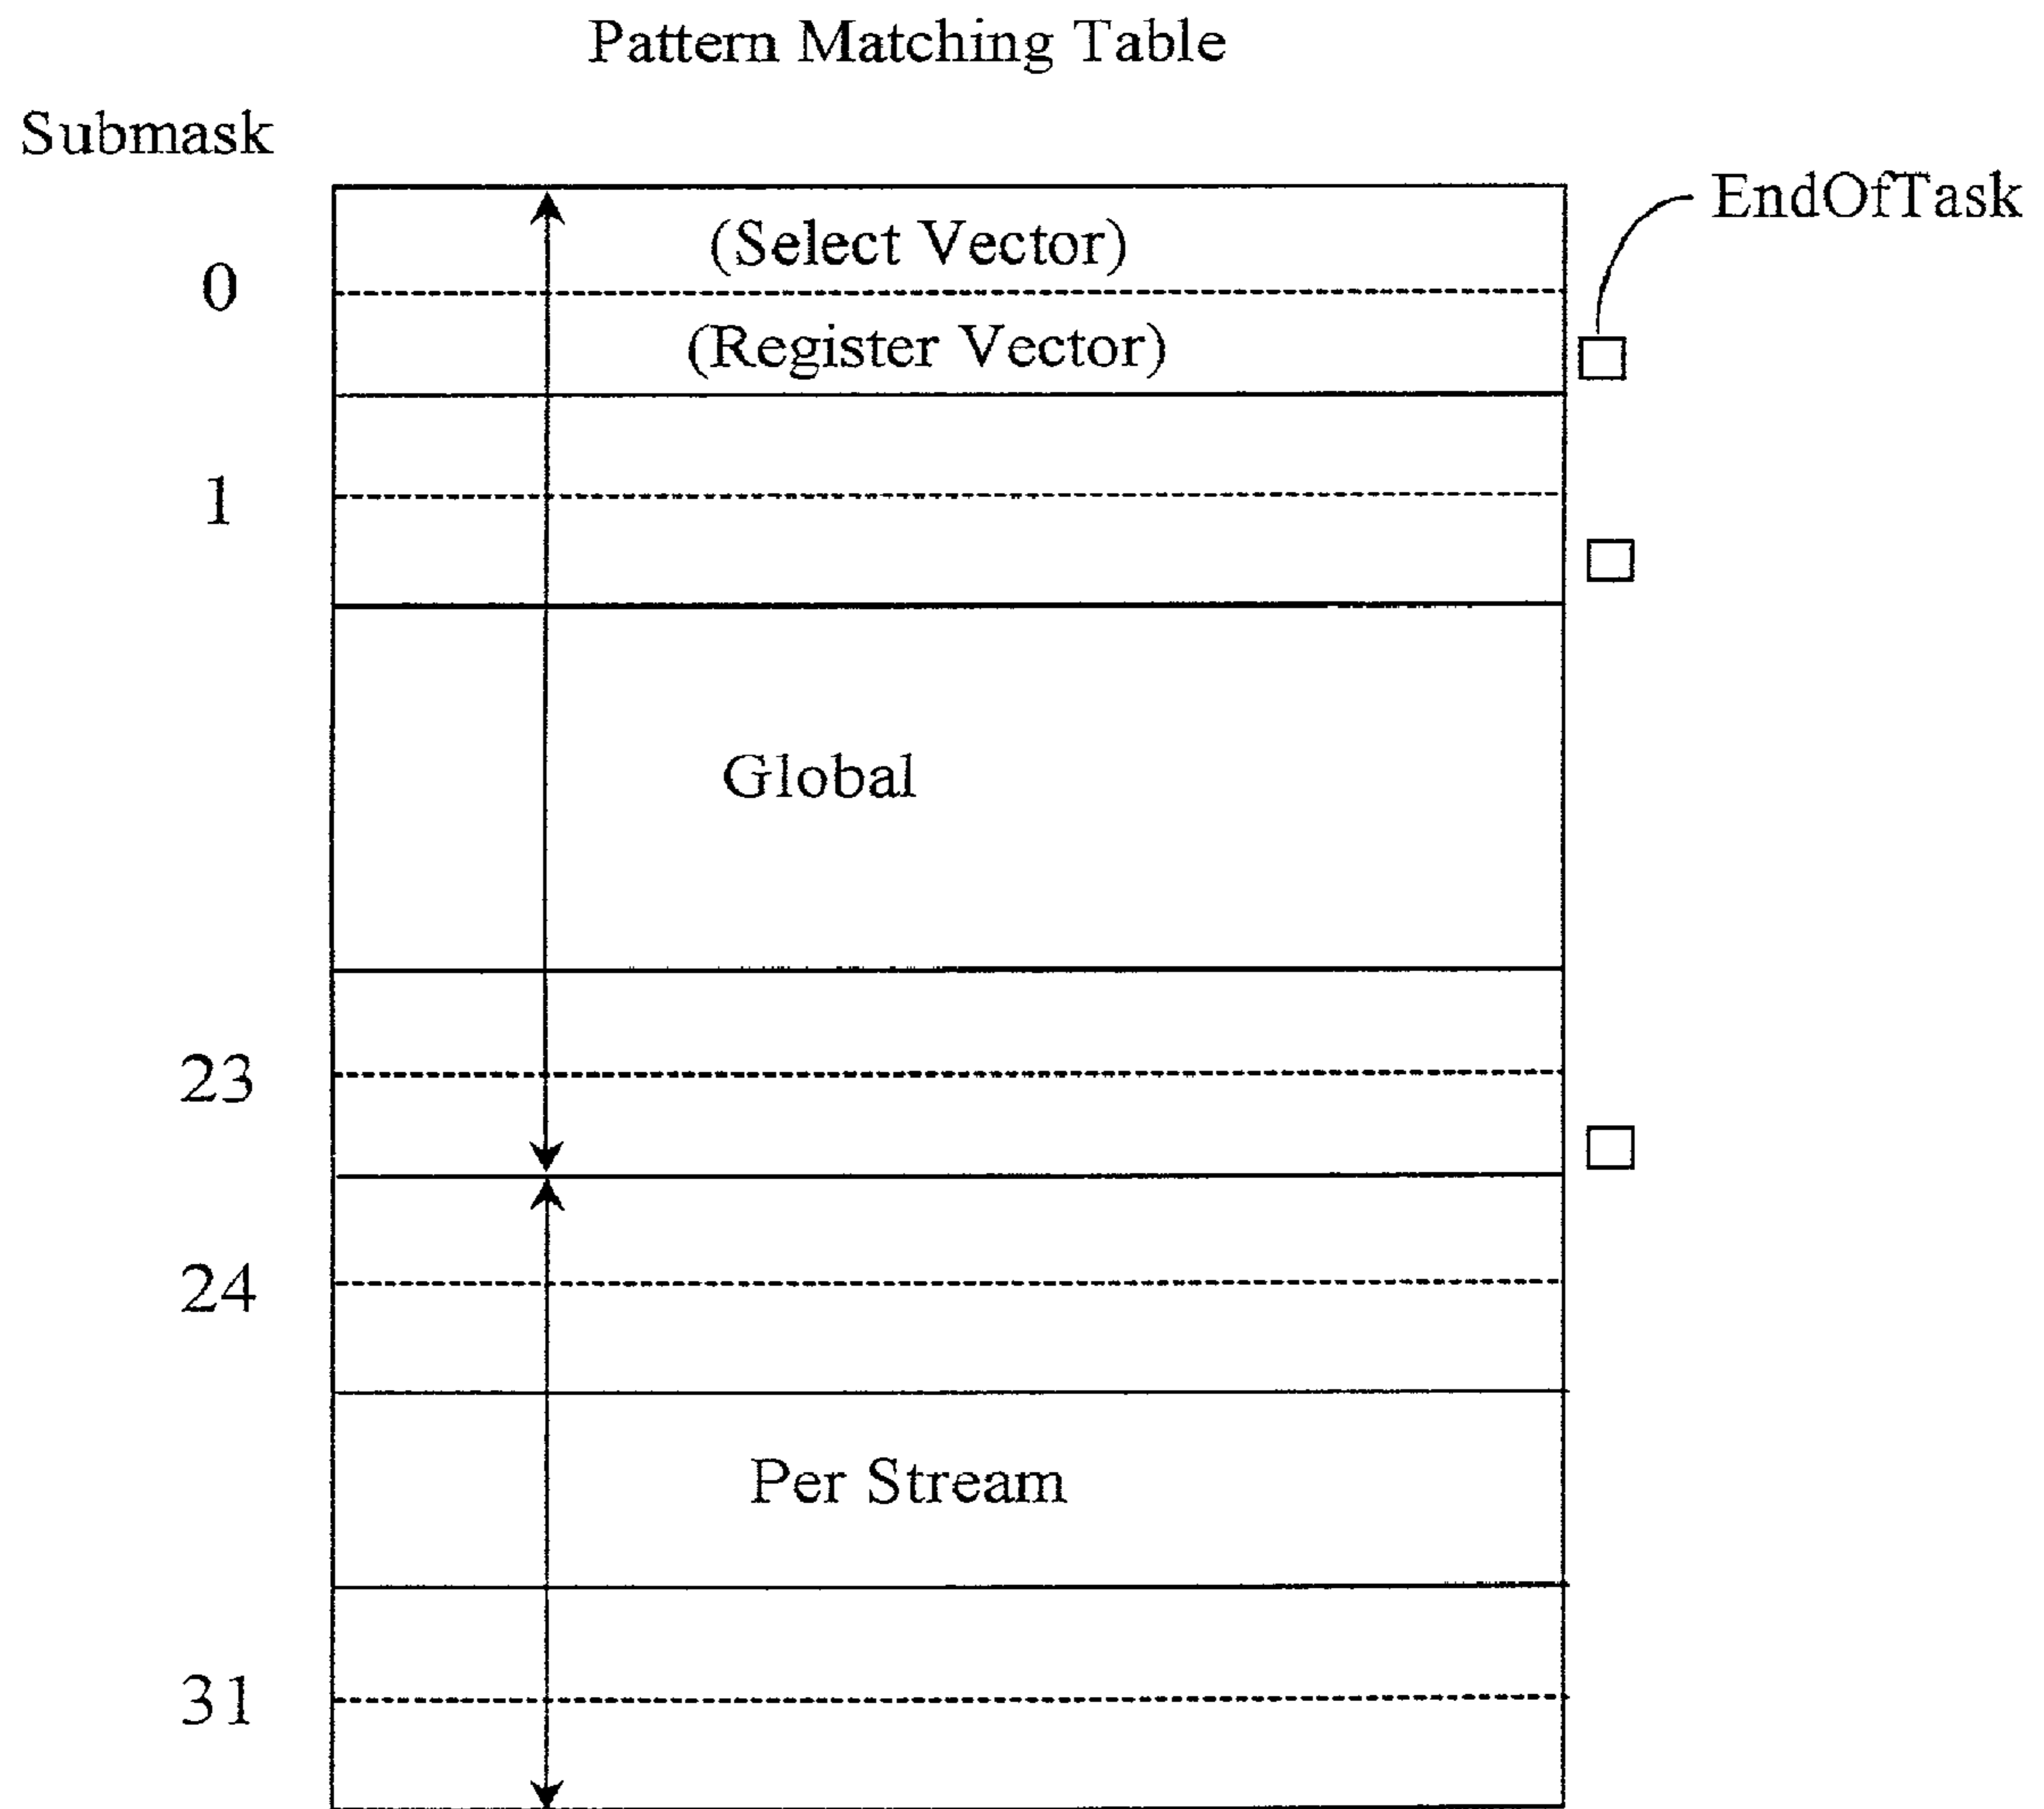 Pattern Matching Table
Submask
EndOfTask
(Select Vector)
0
(Register Vector)
1
Global
23
24
Per Stream
31